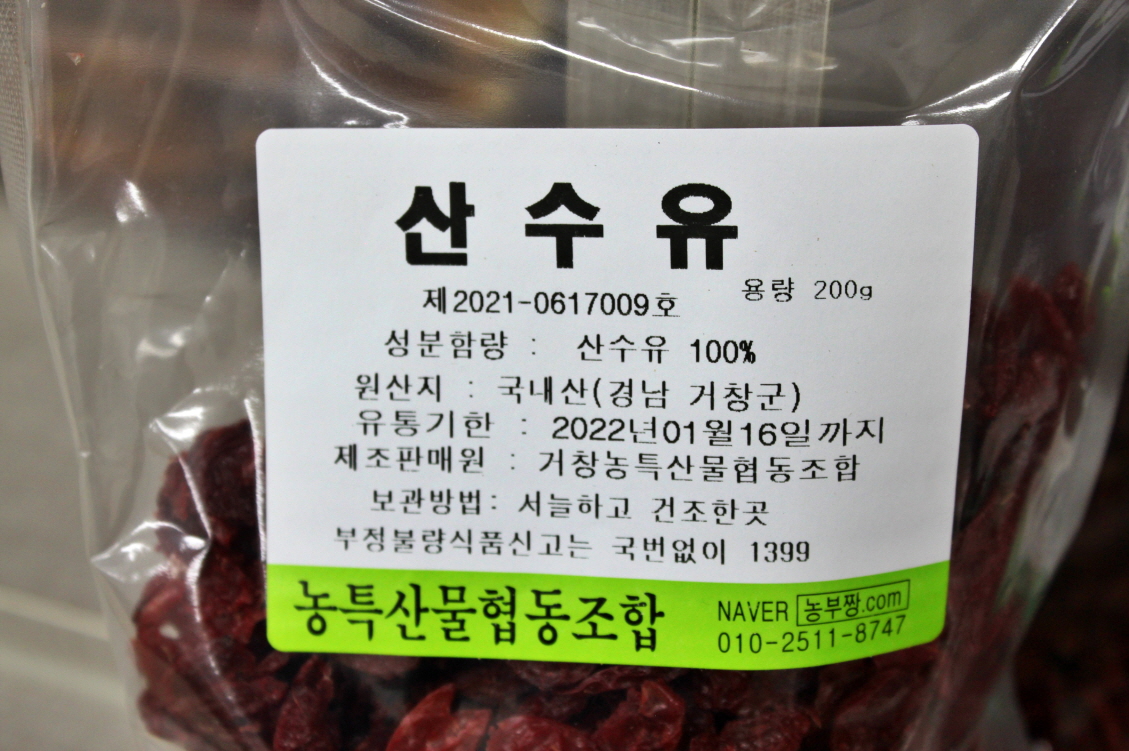 산수유
제2021-0617009호 용량 200g
성분함량 : 산수유 100%
원산지 : 국내산(경남 거창군)
유통기한 : 2022년01월16일까지
제조판매원 : 거창농특산물협동조합
보관방법: 서늘하고 건조한곳
부정불량식품신고는 국번없이 1399
농특산물협동조합
NAVER 농부짱.com
010-2511-8747